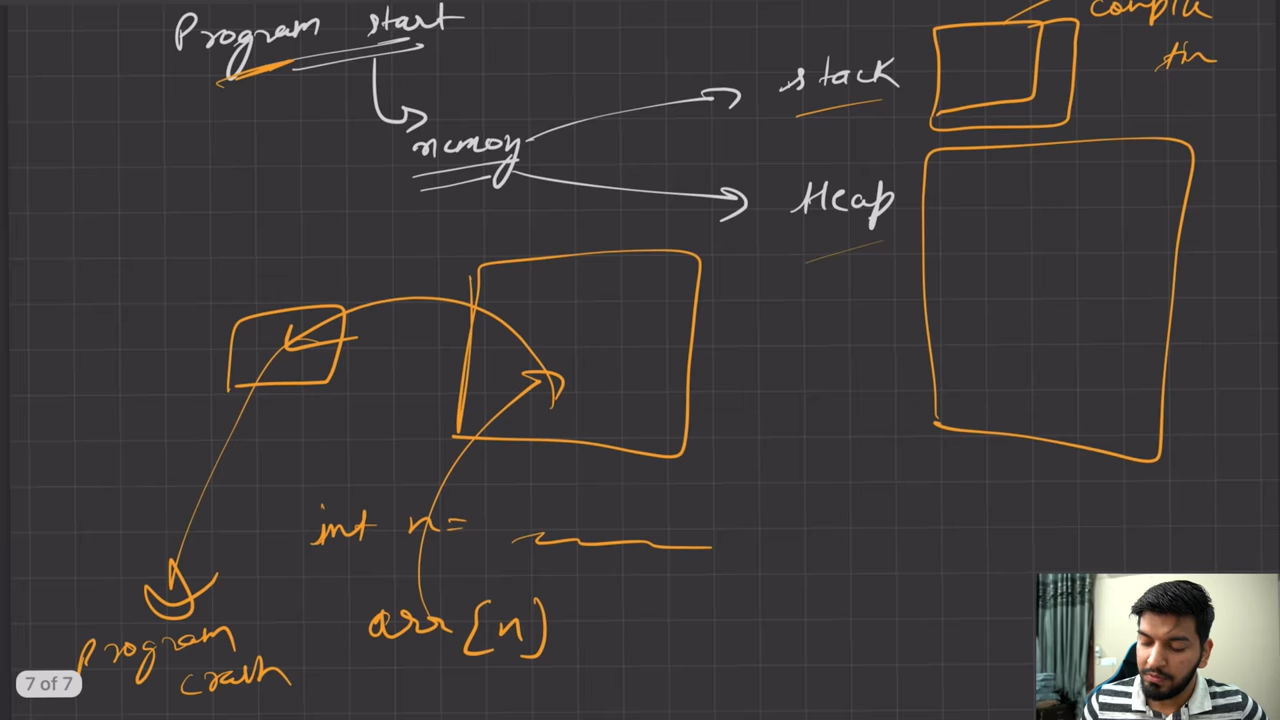 Program start
memory
stack
Heap
int n =
arr[n]
Program
crash
7 of 7